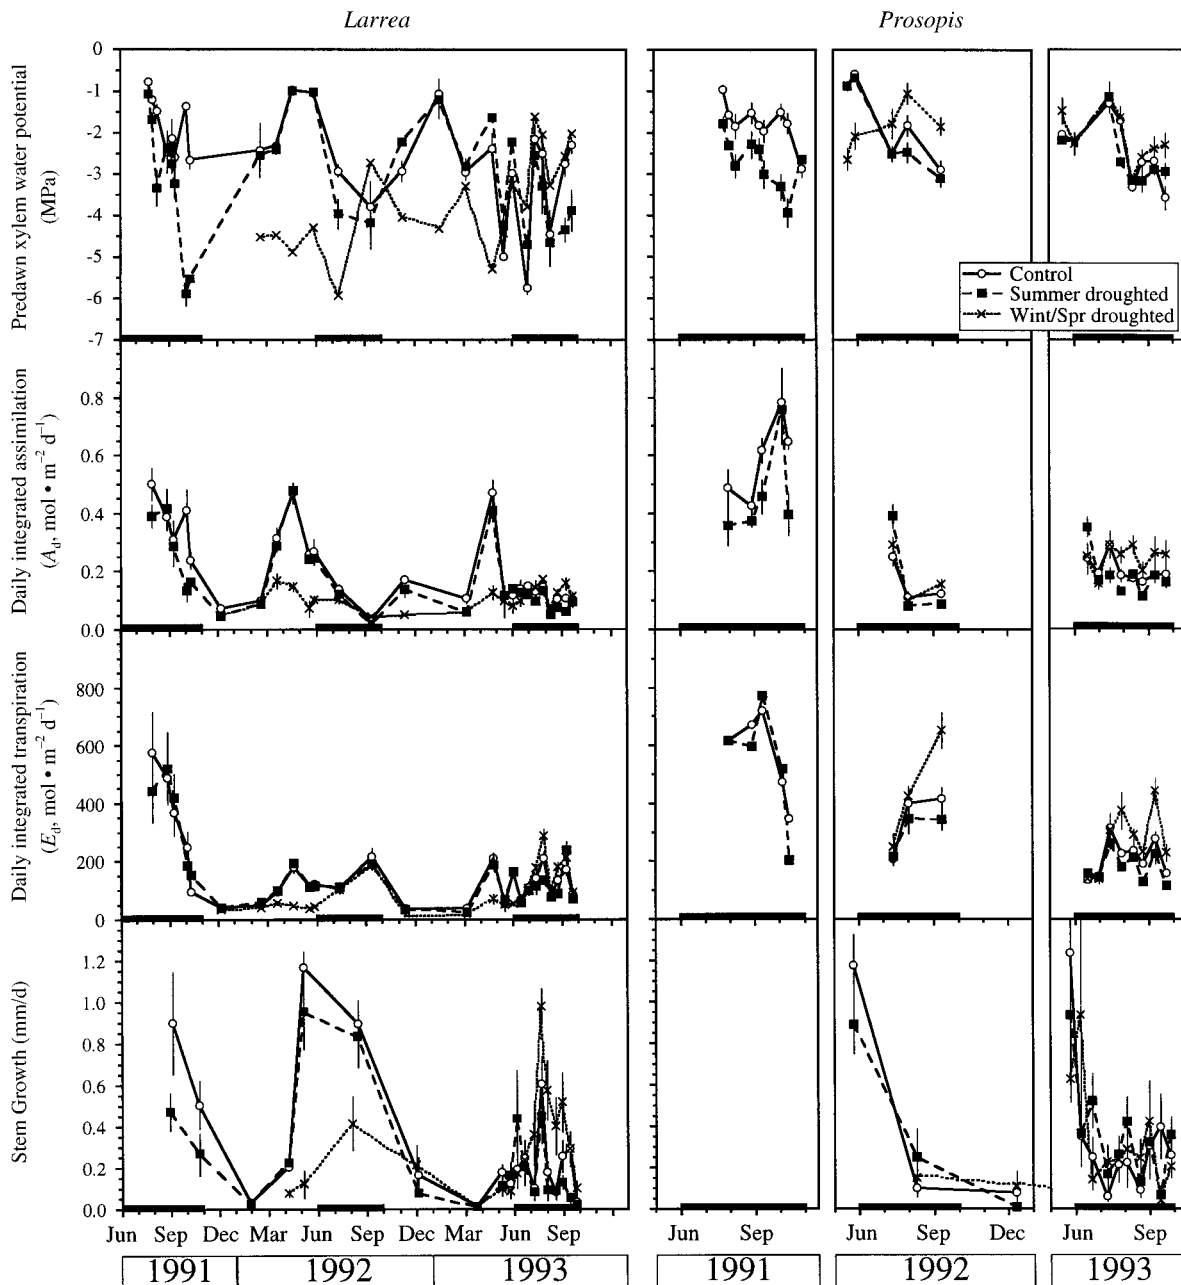 Larrea Prosopis
Predawn xylem water potential
(MPa)
0
-1
-2
-3
-4
-5
-6
-7
Control
Summer droughted
Wint/Spr droughted
Daily integrated assimilation
(Ad, mol • m−2 d−1)
0.8
0.6
0.4
0.2
0.0
Daily integrated transpiration
(Ed, mol • m−2 d−1)
800
600
400
200
0
Stem Growth (mm/d)
1.2
1.0
0.8
0.6
0.4
0.2
0.0
Jun Sep Dec Mar Jun Dec Mar Jun Sep Jun Sep Jun Sep Dec Jun Sep
1991 1992 1993 1991 1992 1993